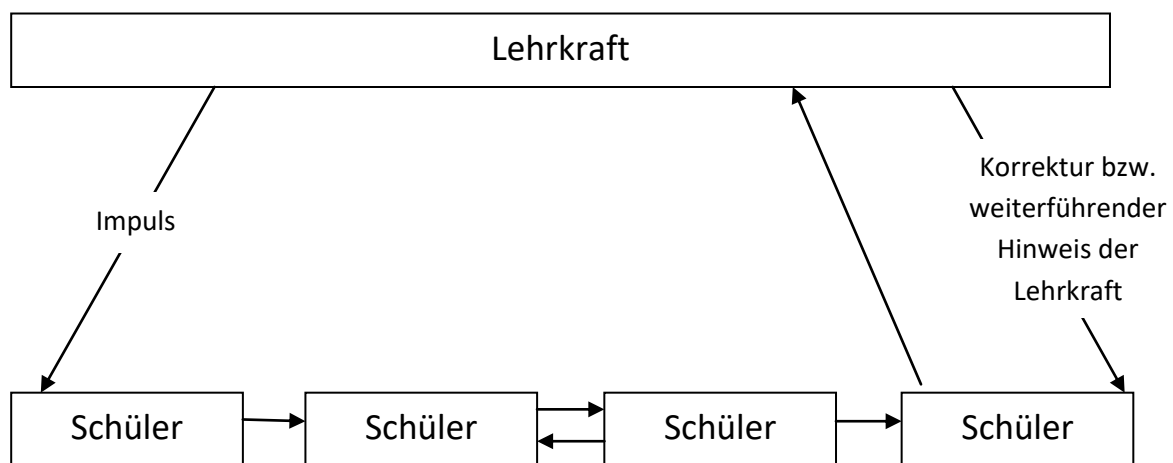 Lehrkraft
Impuls
Korrektur bzw.
weiterführender
Hinweis der
Lehrkraft
Schüler
Schüler
Schüler
Schüler